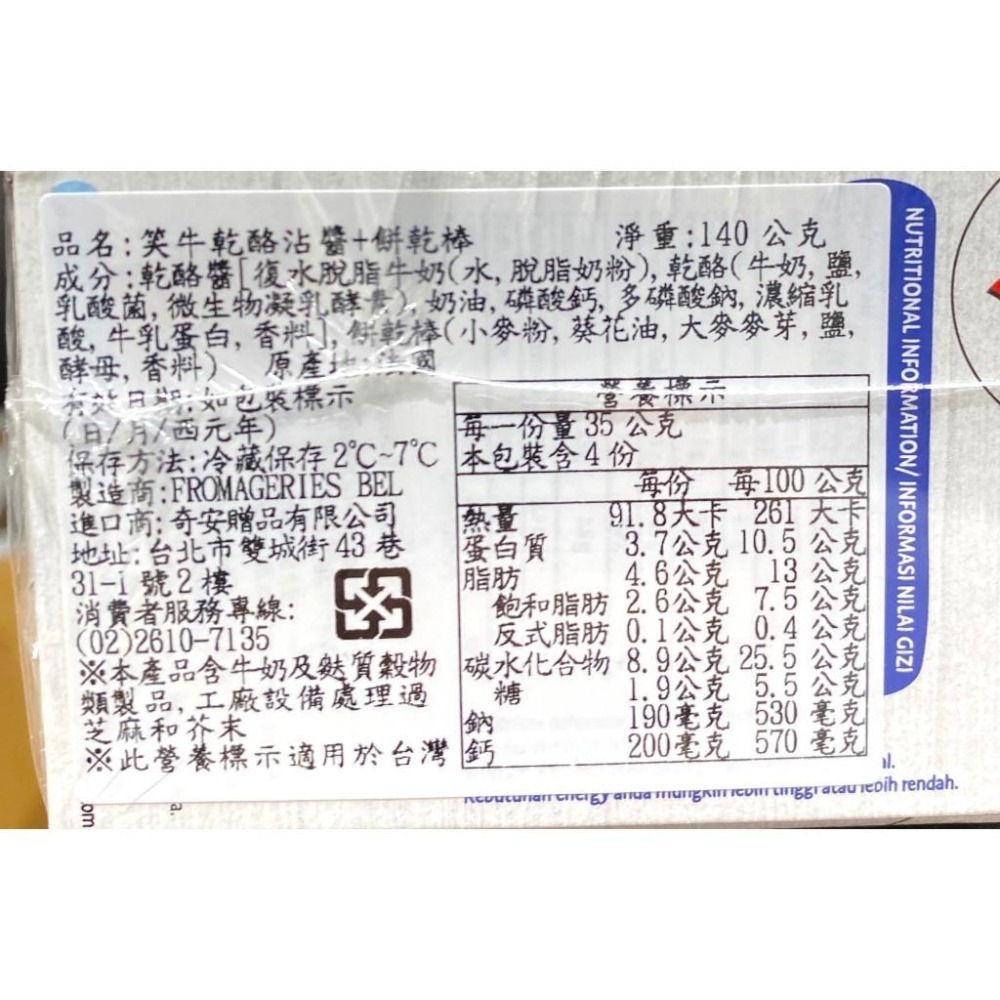 品名:笑牛乾酪沾醬+餅乾棒 淨重:140 公克
成分:乾酪醬[復水脫脂牛奶(水, 脫脂奶粉), 乾酪(牛奶, 鹽,
乳酸菌, 微生物凝乳酵素), 奶油, 磷酸鈣, 多磷酸鈉, 濃縮乳
酸, 牛乳蛋白, 香料], 餅乾棒(小麥粉, 葵花油, 大麥麥芽, 鹽,
酵母, 香料) 原產地:法國
有效日期:如包裝標示
(日/月/西元年)
保存方法:冷藏保存 2℃~7℃
製造商:FROMAGERIES BEL
進口商:奇安贈品有限公司
地址:台北市雙城街 43 巷
31-1 號 2 樓
消費者服務專線:
(02)2610-7135
※本產品含牛奶及麩質穀物
類製品, 工廠設備處理過
芝麻和芥末
※此營養標示適用於台灣
營養標示
每一份量 35 公克
本包裝含 4 份
每份 每 100 公克
熱量 91.8大卡 261 大卡
蛋白質 3.7公克 10.5 公克
脂肪 4.6公克 13 公克
飽和脂肪 2.6公克 7.5 公克
反式脂肪 0.1公克 0.4 公克
碳水化合物 8.9公克 25.5 公克
糖 1.9公克 5.5 公克
鈉 190毫克 530 毫克
鈣 200毫克 570 毫克
NUTRITIONAL INFORMATION/ INFORMASI NILAI GIZI
al.
lebih rendah.
a.
om